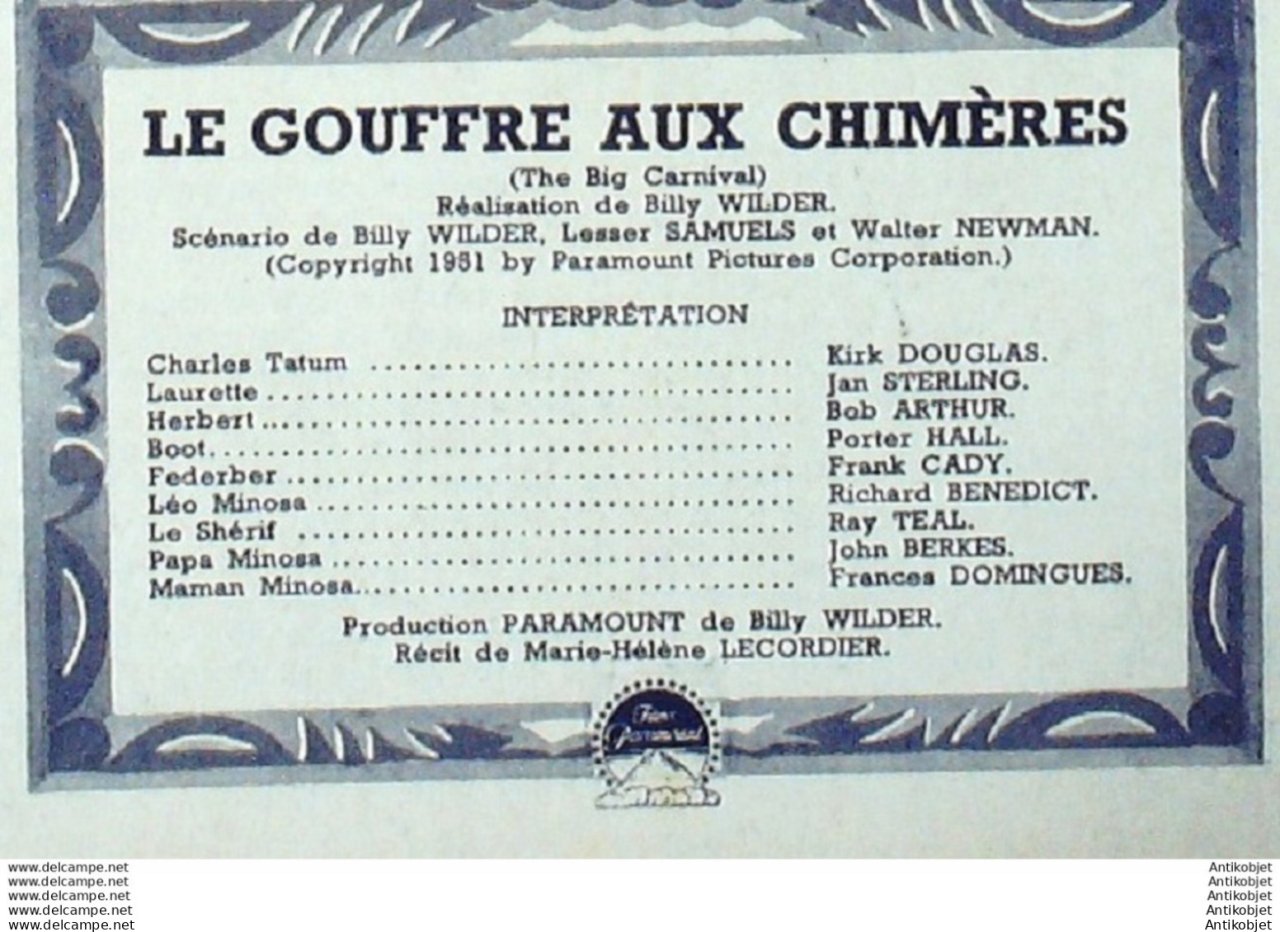 LE GOUFFRE AUX CHIMÈRES
(The Big Carnival)
Réalisation de Billy WILDER.
Scénario de Billy WILDER, Lesser SAMUELS et Walter NEWMAN.
(Copyright 1951 by Paramount Pictures Corporation.)
INTERPRÉTATION
Charles Tatum .......... Kirk DOUGLAS.
Laurette .......... Jan STERLING.
Herbert .......... Bob ARTHUR.
Boot .......... Porter HALL.
Federber .......... Frank CADY.
Léo Minosa .......... Richard BENEDICT.
Le Shérif .......... Ray TEAL.
Papa Minosa .......... John BERKES.
Maman Minosa .......... Frances DOMINGUES.
Production PARAMOUNT de Billy WILDER.
Récit de Marie-Hélène LECORDIER.
Films
Paramount
www.delcampe.net
www.delcampe.net
www.delcampe.net
www.delcampe.net
www.delcampe.net
Antikobjet
Antikobjet
Antikobjet
Antikobjet
Antikobjet